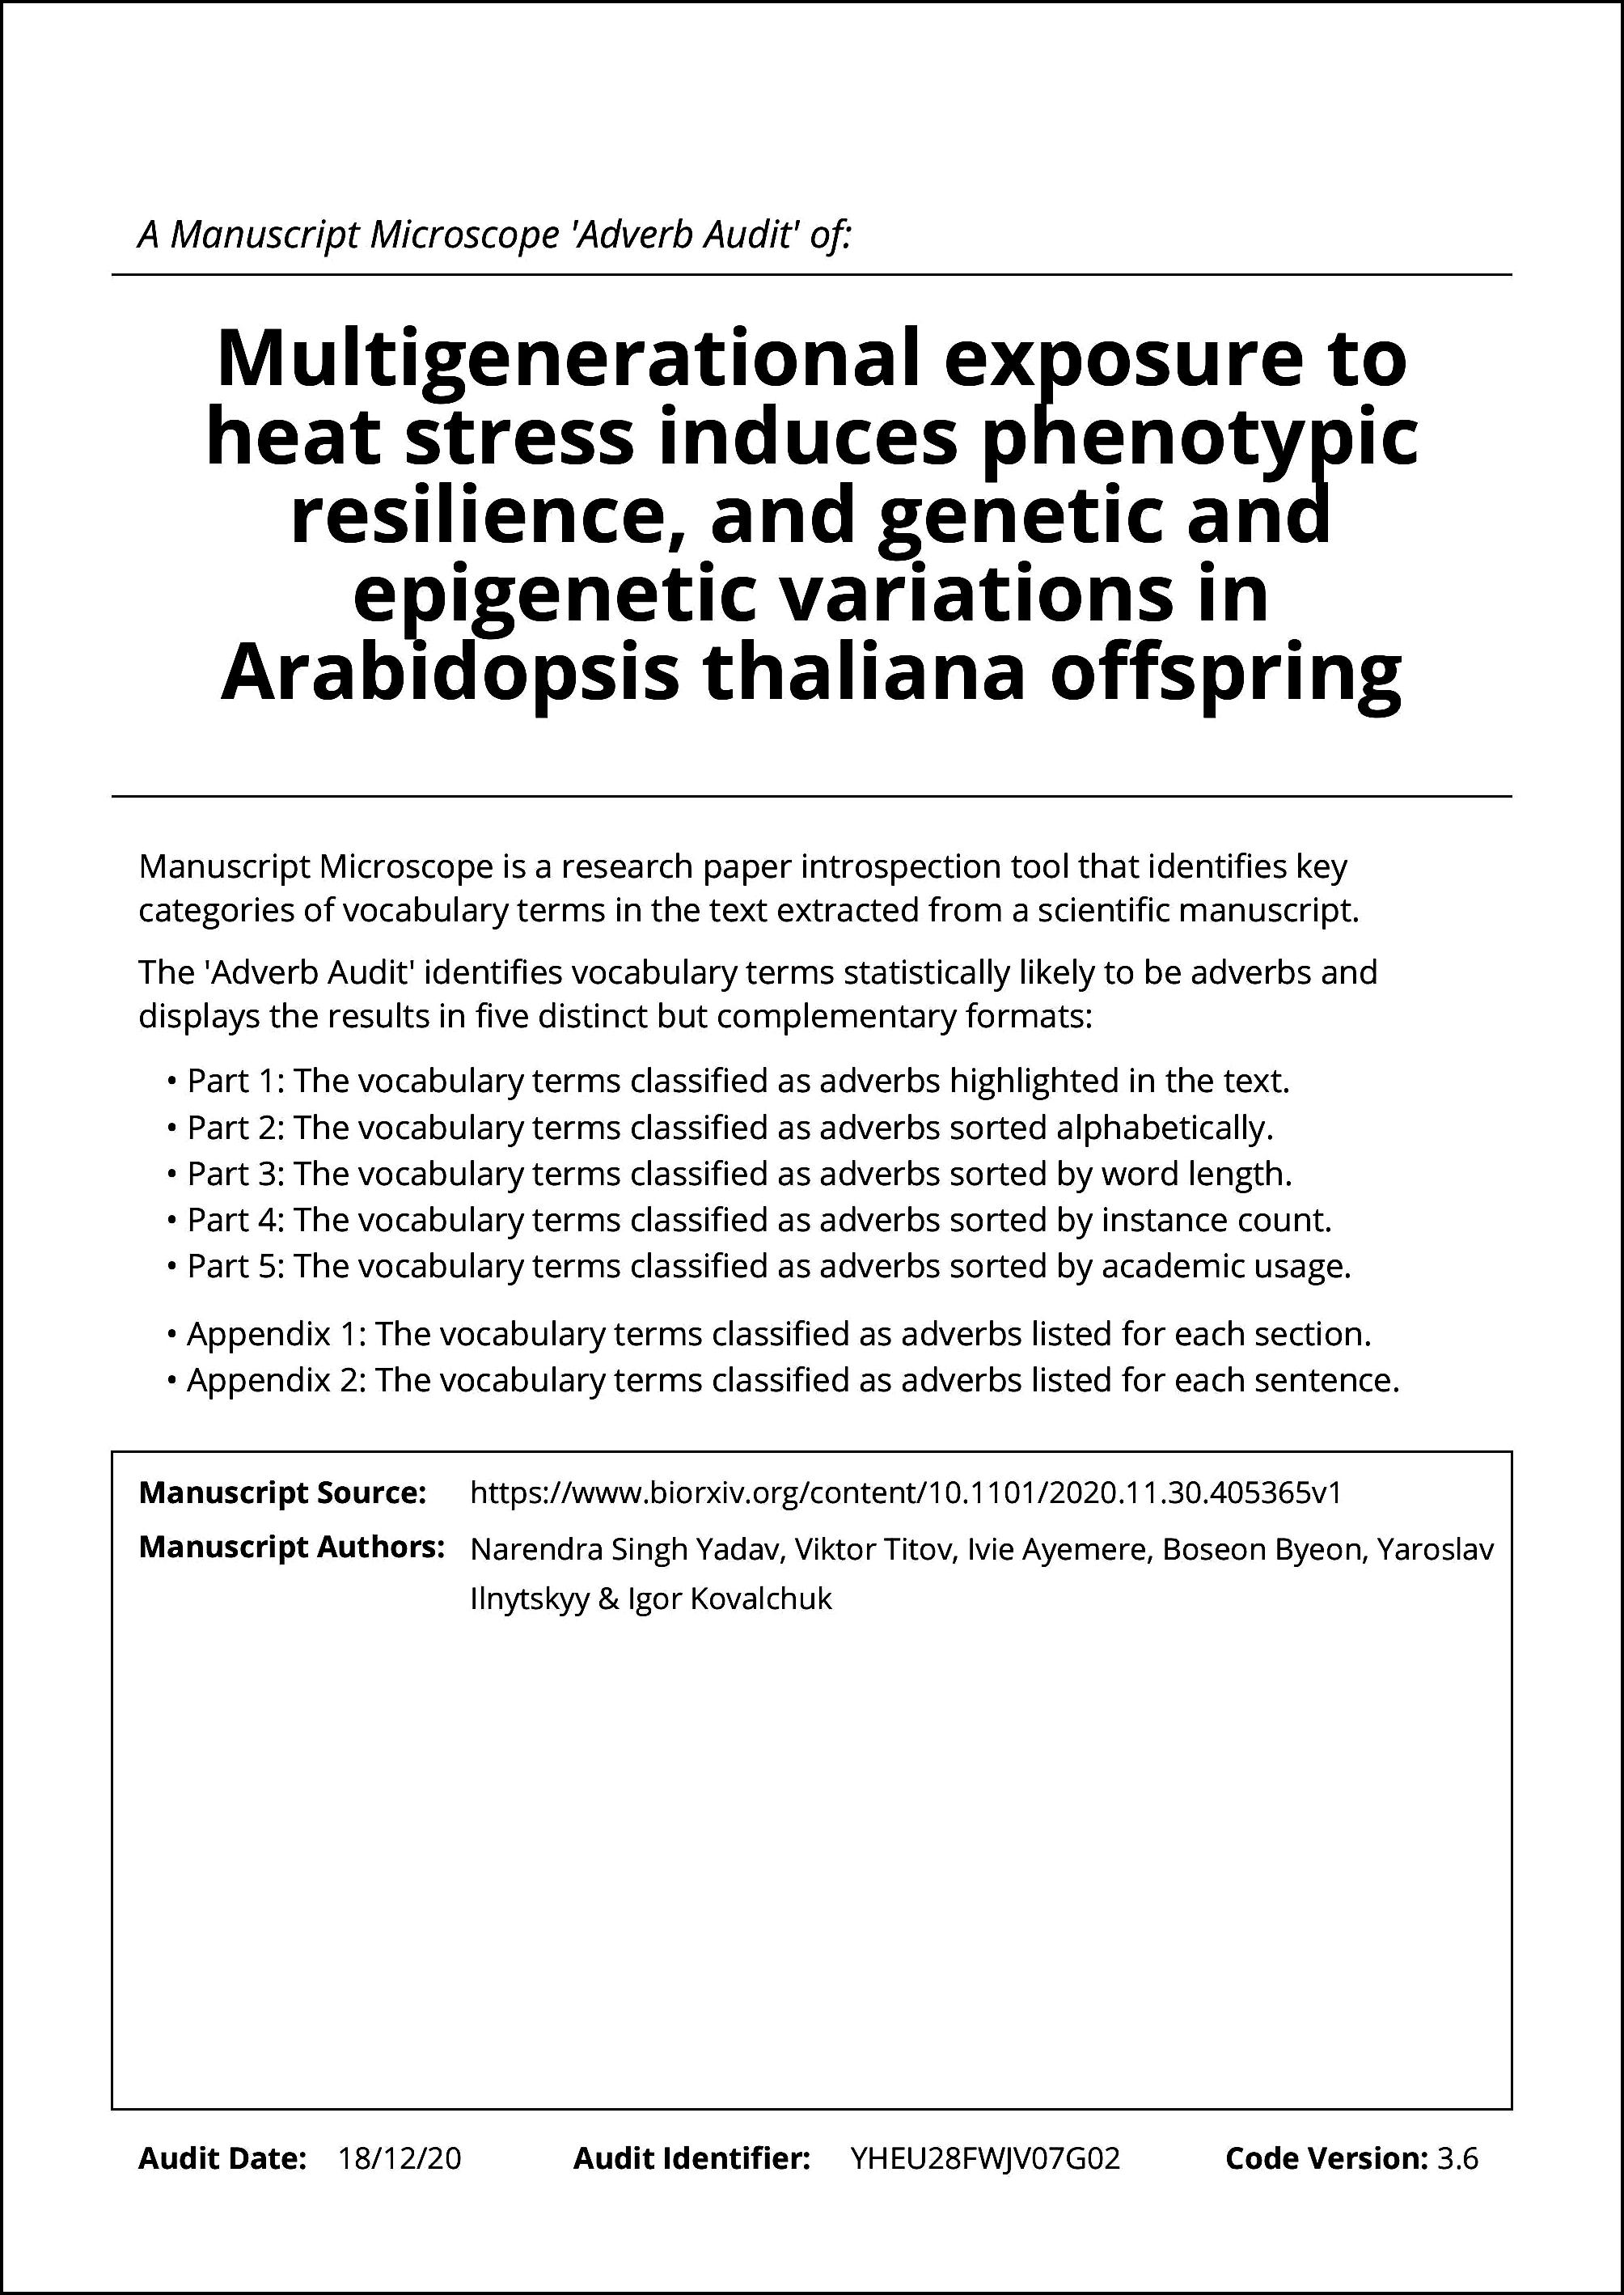 A Manuscript Microscope 'Adverb Audit' of:
Multigenerational exposure to
heat stress induces phenotypic
resilience, and genetic and
epigenetic variations in
Arabidopsis thaliana offspring
Manuscript Microscope is a research paper introspection tool that identifies key
categories of vocabulary terms in the text extracted from a scientific manuscript.
The 'Adverb Audit' identifies vocabulary terms statistically likely to be adverbs and
displays the results in five distinct but complementary formats:
• Part 1: The vocabulary terms classified as adverbs highlighted in the text.
• Part 2: The vocabulary terms classified as adverbs sorted alphabetically.
• Part 3: The vocabulary terms classified as adverbs sorted by word length.
• Part 4: The vocabulary terms classified as adverbs sorted by instance count.
• Part 5: The vocabulary terms classified as adverbs sorted by academic usage.
• Appendix 1: The vocabulary terms classified as adverbs listed for each section.
• Appendix 2: The vocabulary terms classified as adverbs listed for each sentence.
Manuscript Source: https://www.biorxiv.org/content/10.1101/2020.11.30.405365v1
Manuscript Authors: Narendra Singh Yadav, Viktor Titov, Ivie Ayemere, Boseon Byeon, Yaroslav
Ilnytskyy & Igor Kovalchuk
Audit Date: 18/12/20 Audit Identifier: YHEU28FWJV07G02 Code Version: 3.6